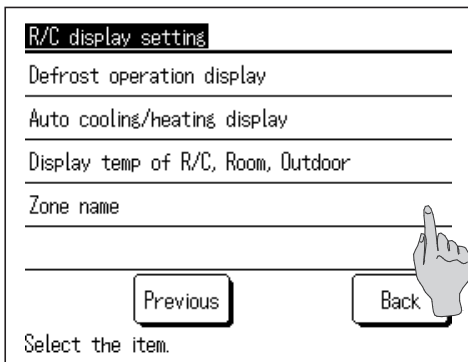 R/C display setting
Defrost operation display
Auto cooling/heating display
Display temp of R/C, Room, Outdoor
Zone name
Previous Back
Select the item.